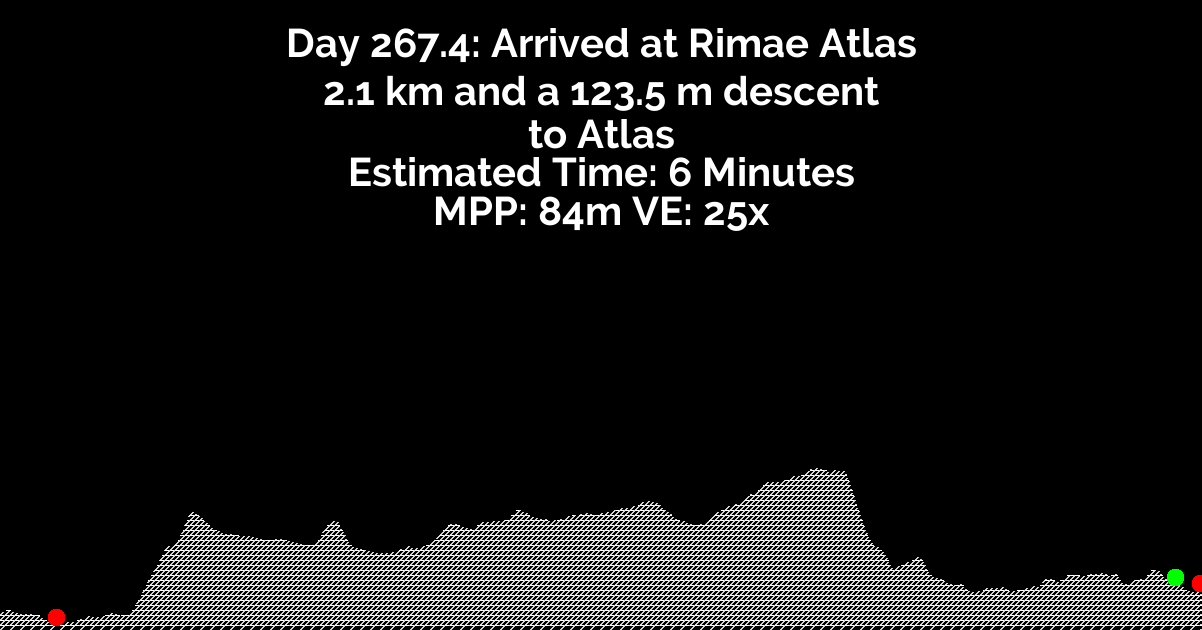 Day 267.4: Arrived at Rimae Atlas
2.1 km and a 123.5 m descent
to Atlas
Estimated Time: 6 Minutes
MPP: 84m VE: 25x